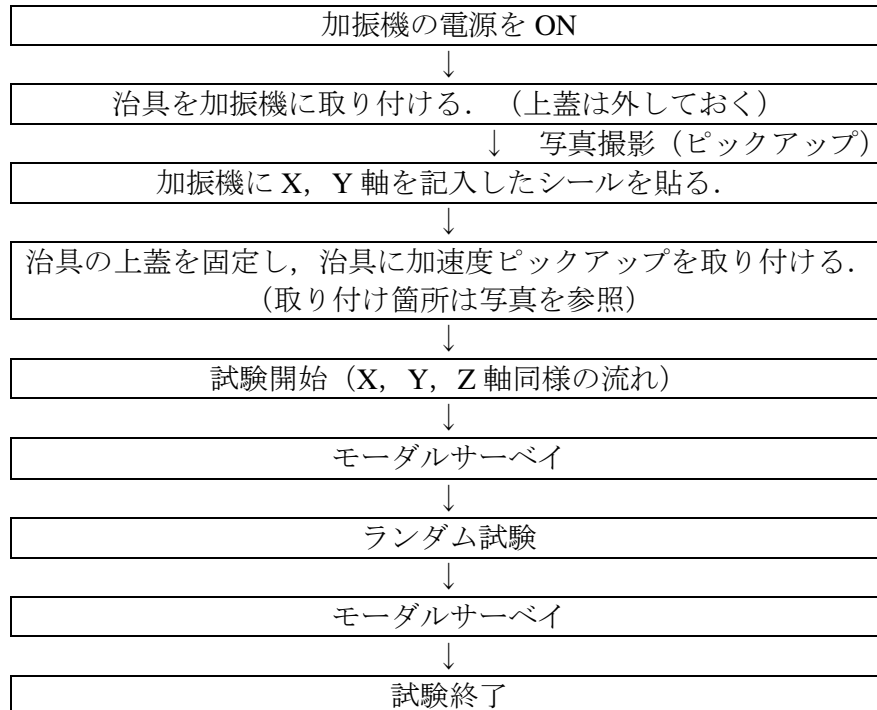 加振機の電源を ON
↓
治具を加振機に取り付ける．（上蓋は外しておく）
↓ 写真撮影（ピックアップ）
加振機に X，Y 軸を記入したシールを貼る．
↓
治具の上蓋を固定し，治具に加速度ピックアップを取り付ける．
（取り付け箇所は写真を参照）
↓
試験開始（X，Y，Z 軸同様の流れ）
↓
モーダルサーベイ
↓
ランダム試験
↓
モーダルサーベイ
↓
試験終了